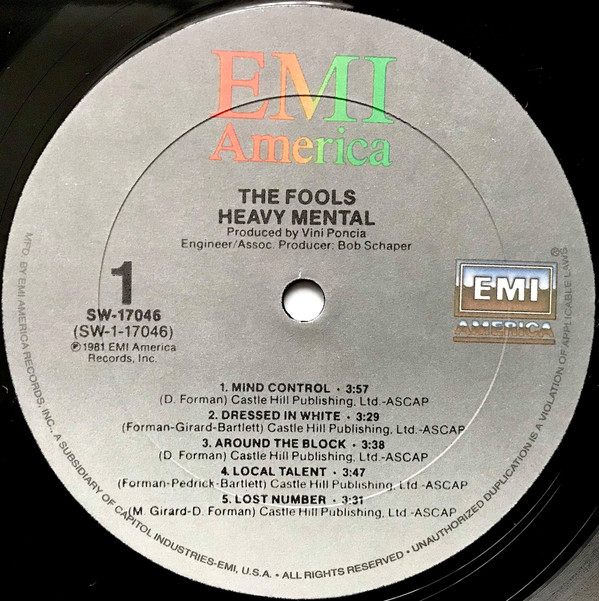 EMI
America
THE FOOLS
HEAVY MENTAL
Produced by Vini Poncia
Engineer/Assoc. Producer: Bob Schaper
1
SW-17046
(SW-1-17046)
℗1981 EMI America
Records, Inc.
EMI
AMERICA
®
1. MIND CONTROL · 3:57
(D. Forman) Castle Hill Publishing, Ltd.-ASCAP
2. DRESSED IN WHITE · 3:29
(Forman-Girard-Bartlett) Castle Hill Publishing, Ltd.-ASCAP
3. AROUND THE BLOCK · 3:38
(D. Forman) Castle Hill Publishing, Ltd.-ASCAP
4. LOCAL TALENT · 3:47
(Forman-Pedrick-Bartlett) Castle Hill Publishing, Ltd -ASCAP
5. LOST NUMBER · 3:31
(M. Girard-D. Forman) Castle Hill Publishing, Ltd -ASCAP
MFD. BY EMI AMERICA RECORDS, INC., A SUBSIDIARY OF CAPITOL INDUSTRIES-EMI, U.S.A. • ALL RIGHTS RESERVED • UNAUTHORIZED DUPLICATION IS A VIOLATION OF APPLICABLE LAWS